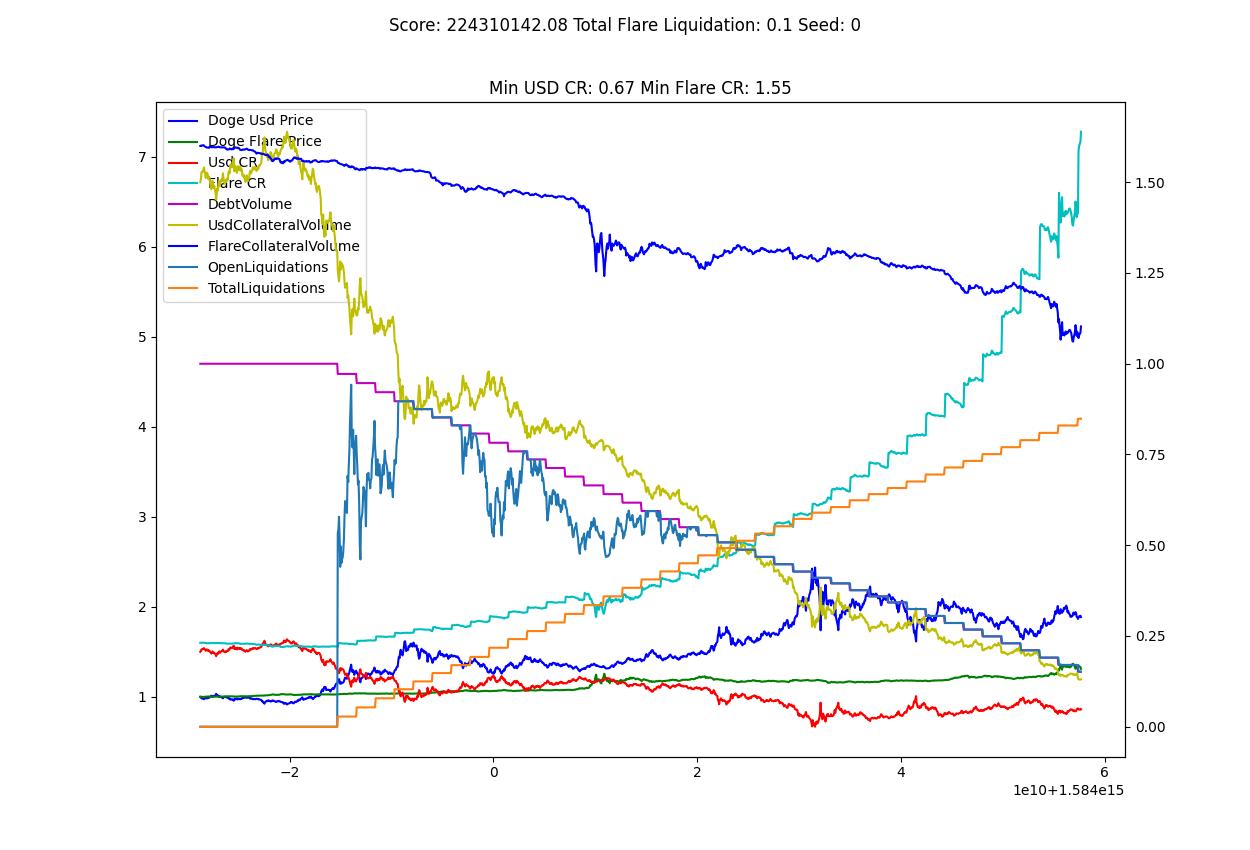 Score: 224310142.08 Total Flare Liquidation: 0.1 Seed: 0
Min USD CR: 0.67 Min Flare CR: 1.55
Doge Usd Price
Doge Flare Price
Usd CR
Flare CR
DebtVolume
UsdCollateralVolume
FlareCollateralVolume
OpenLiquidations
TotalLiquidations
7
6
5
4
3
2
1
1.50
1.25
1.00
0.75
0.50
0.25
0.00
−2 0 2 4 6
1e10+1.584e15